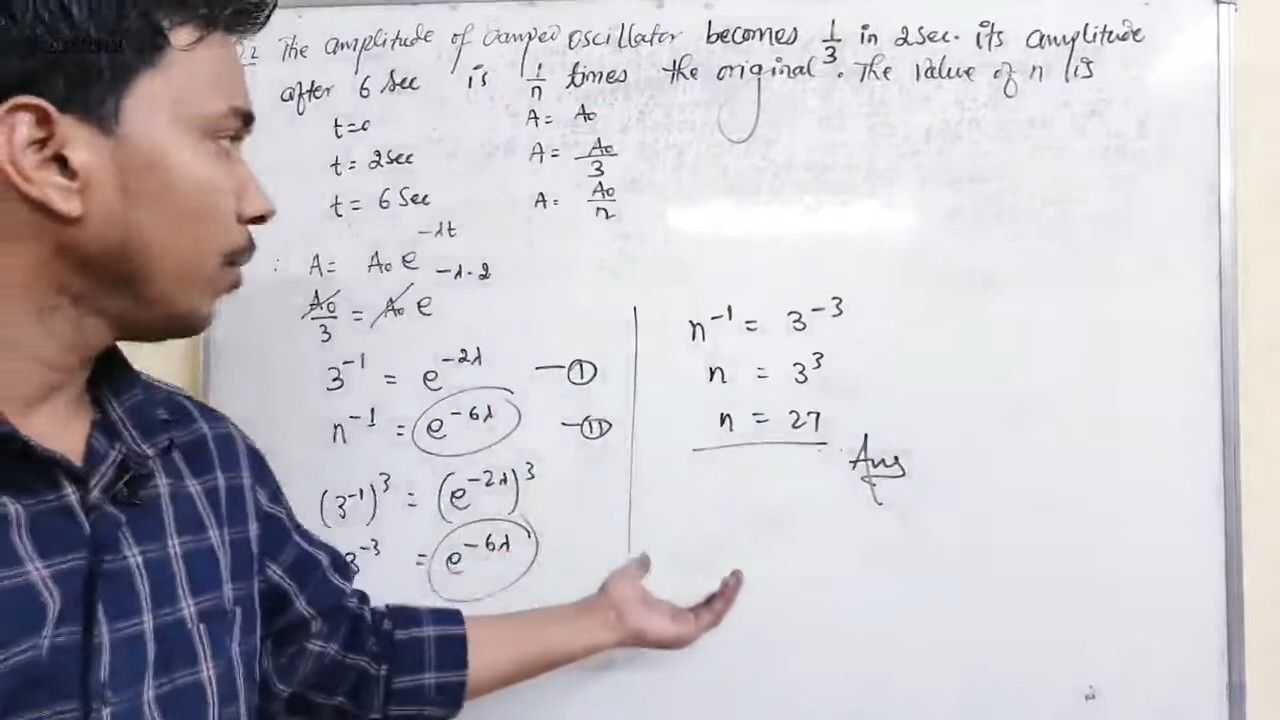 2 The amplitude of damped oscillator becomes 1/3 in 2sec. its amplitude
after 6 sec is 1/n times the original. The value of n is
t=0 A= A₀
t= 2sec A= A₀/3
t= 6 Sec A= A₀/n
∴ A= A₀ e^-λt
A₀/3 = A₀ e^-λ·2
3^-1 = e^-2λ — ①
n^-1 = e^-6λ — ⑪
(3^-1)^3 = (e^-2λ)^3
3^-3 = e^-6λ
n^-1 = 3^-3
n = 3^3
n = 27
Ans